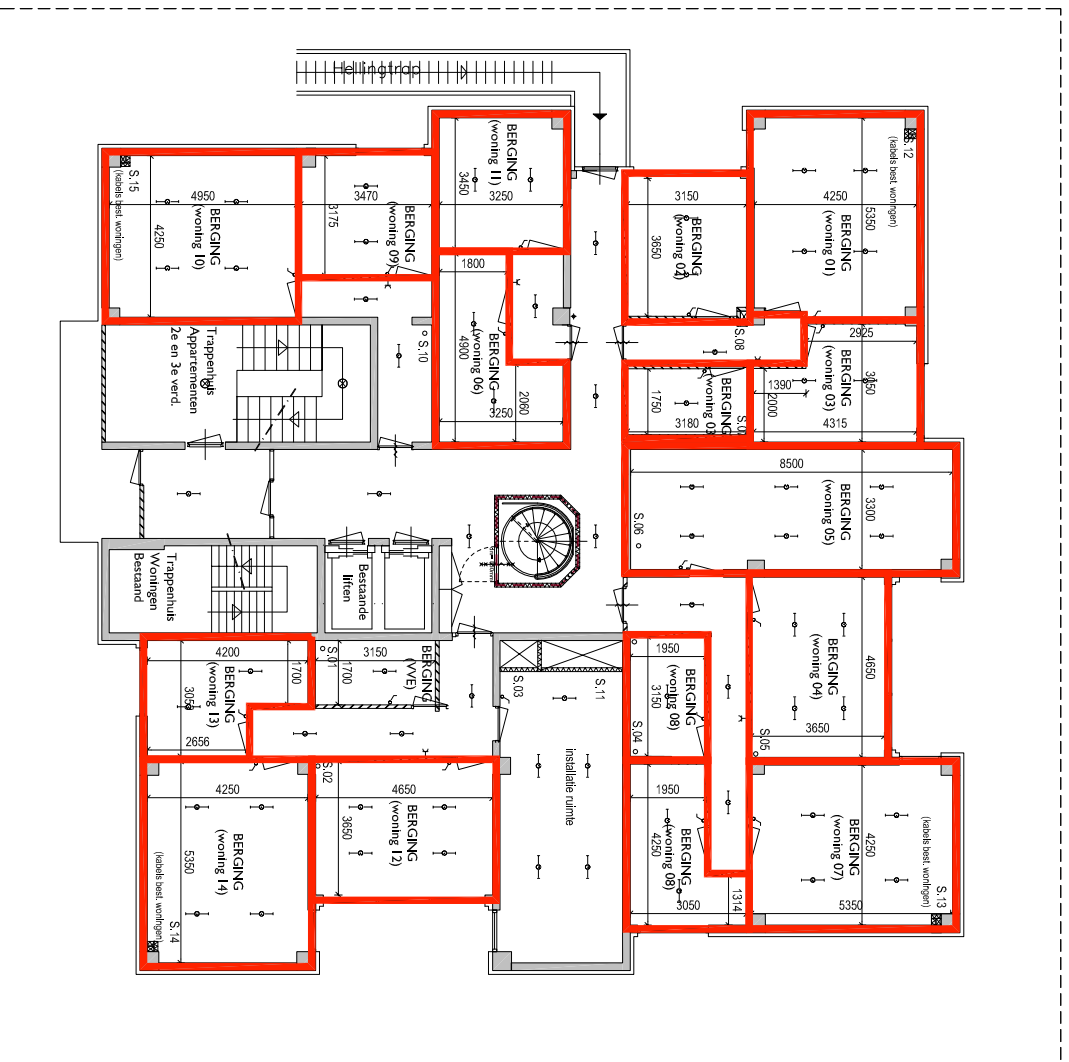 Hellingtrap
BERGING
(woning 11)
3450
3250
S.15
(kabels best. woningen)
4950
4250
BERGING
(woning 10)
3470
3175
BERGING
(woning 09)
3150
3650
BERGING
(woning 02)
S.12
(kabels best. woningen)
4250
5350
BERGING
(woning 01)
1800
4900
BERGING
(woning 06)
2060
3250
S.10
Trappenhuis
Appartementen
2e en 3e verd.
S.08
2925
3050
BERGING
(woning 03)
1390
2000
4315
1750
BERGING
(woning 03)
3180
8500
BERGING
(woning 05)
3300
S.06
Trappenhuis
Woningen
Bestaand
Bestaande
liften
4200
1700
3050
BERGING
(woning 13)
2656
S.01
3150
1700
BERGING
(VVE)
S.03
S.11
installatie ruimte
1950
3150
BERGING
(woning 08)
S.04
4650
BERGING
(woning 04)
3650
S.05
S.02
4250
5350
BERGING
(woning 14)
(kabels best. woningen)
S.14
4650
3650
BERGING
(woning 12)
1950
4250
BERGING
(woning 08)
3050
1314
4250
BERGING
(woning 07)
5350
(kabels best. woningen)
S.13